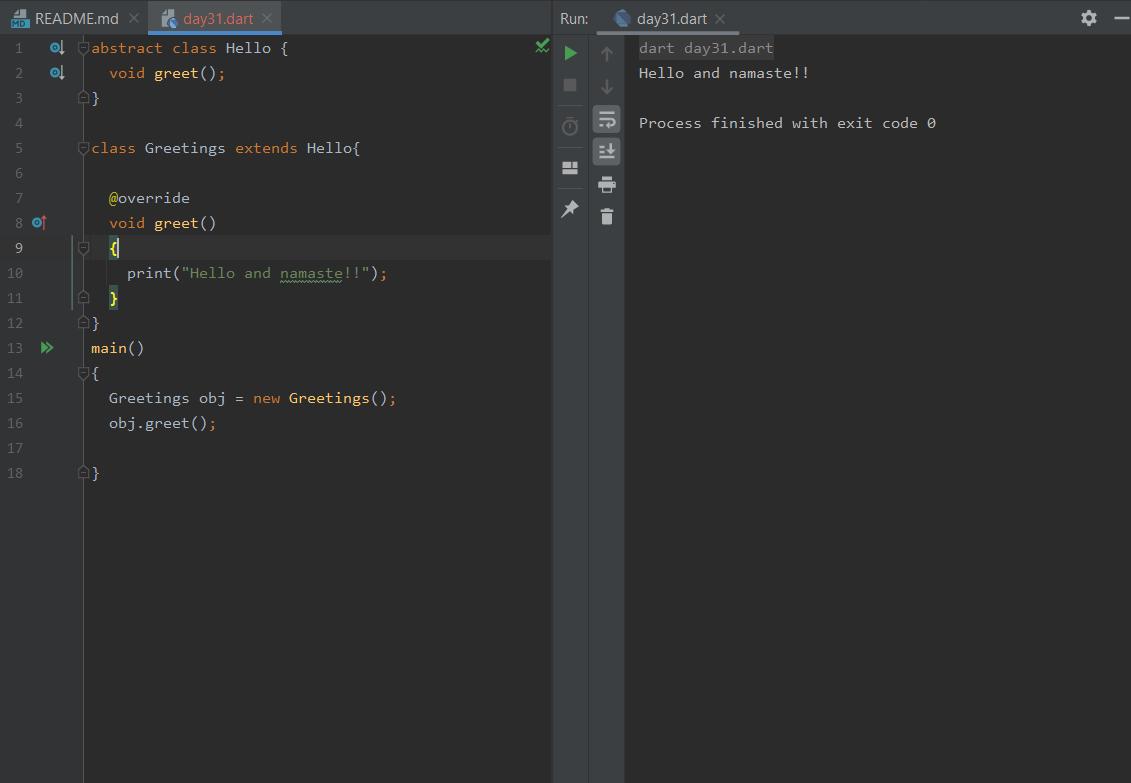 README.md day31.dart
Run: day31.dart
1 abstract class Hello {
2 void greet();
3 }
4
5 class Greetings extends Hello{
6
7 @override
8 void greet()
9 {
10 print("Hello and namaste!!");
11 }
12 }
13 main()
14 {
15 Greetings obj = new Greetings();
16 obj.greet();
17
18 }
dart day31.dart
Hello and namaste!!
Process finished with exit code 0